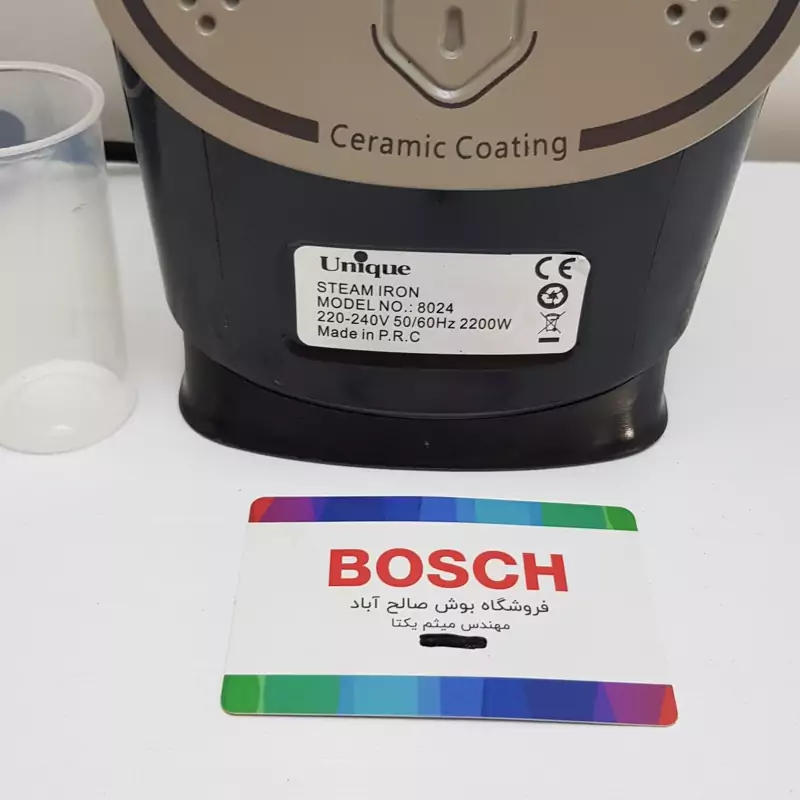 Ceramic Coating
Unique
STEAM IRON
MODEL NO.: 8024
220-240V 50/60Hz 2200W
Made in P.R.C
CE
BOSCH
فروشگاه بوش صالح آباد
مهندس میثم یکتا